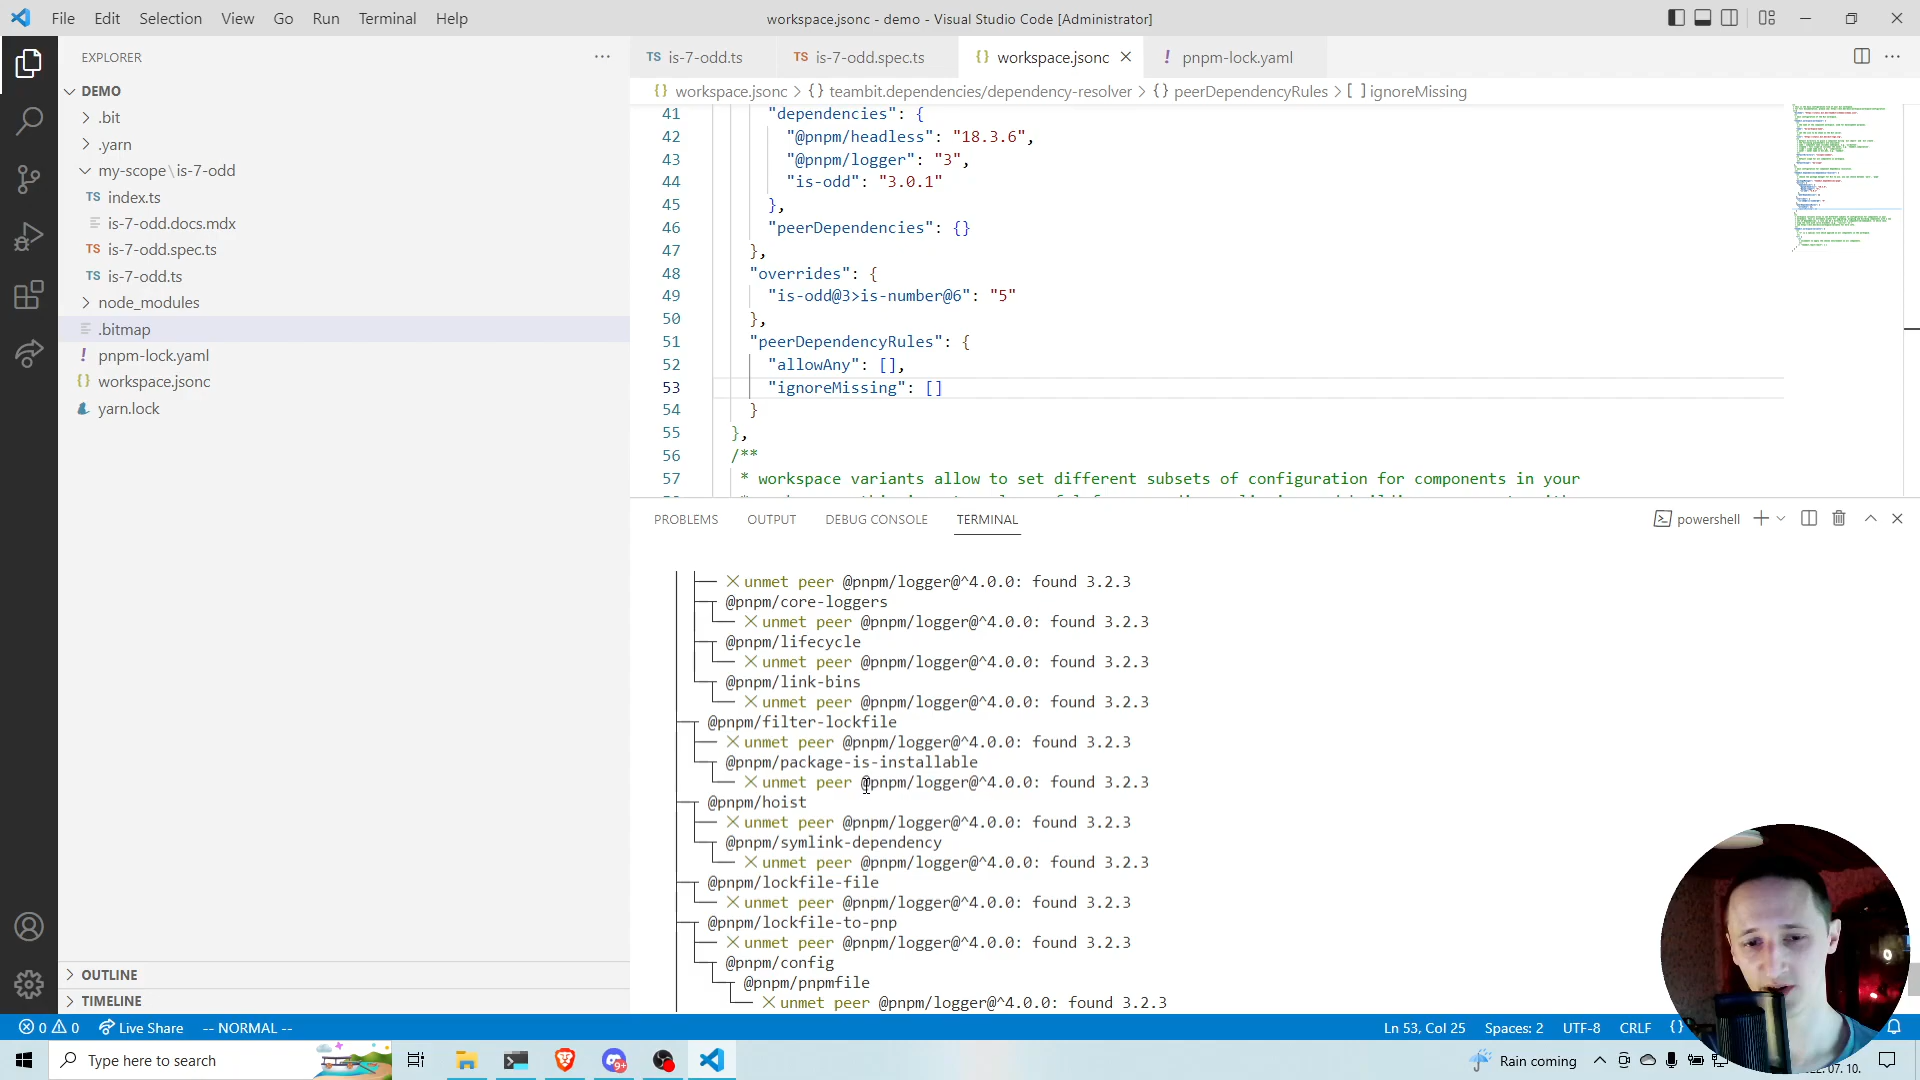 File Edit Selection View Go Run Terminal Help
workspace.jsonc - demo - Visual Studio Code [Administrator]
EXPLORER
DEMO
.bit
.yarn
my-scope\is-7-odd
TS index.ts
is-7-odd.docs.mdx
TS is-7-odd.spec.ts
TS is-7-odd.ts
node_modules
.bitmap
! pnpm-lock.yaml
{} workspace.jsonc
yarn.lock
OUTLINE
TIMELINE
TS is-7-odd.ts
TS is-7-odd.spec.ts
{} workspace.jsonc
! pnpm-lock.yaml
{} workspace.jsonc > {} teambit.dependencies/dependency-resolver > {} peerDependencyRules > [ ] ignoreMissing
41 "dependencies": {
42 "@pnpm/headless": "18.3.6",
43 "@pnpm/logger": "3",
44 "is-odd": "3.0.1"
45 },
46 "peerDependencies": {}
47 },
48 "overrides": {
49 "is-odd@3>is-number@6": "5"
50 },
51 "peerDependencyRules": {
52 "allowAny": [],
53 "ignoreMissing": []
54 }
55 },
56 /**
57 * workspace variants allow to set different subsets of configuration for components in your
PROBLEMS OUTPUT DEBUG CONSOLE TERMINAL
powershell
✕ unmet peer @pnpm/logger@^4.0.0: found 3.2.3
@pnpm/core-loggers
✕ unmet peer @pnpm/logger@^4.0.0: found 3.2.3
@pnpm/lifecycle
✕ unmet peer @pnpm/logger@^4.0.0: found 3.2.3
@pnpm/link-bins
✕ unmet peer @pnpm/logger@^4.0.0: found 3.2.3
@pnpm/filter-lockfile
✕ unmet peer @pnpm/logger@^4.0.0: found 3.2.3
@pnpm/package-is-installable
✕ unmet peer @pnpm/logger@^4.0.0: found 3.2.3
@pnpm/hoist
✕ unmet peer @pnpm/logger@^4.0.0: found 3.2.3
@pnpm/symlink-dependency
✕ unmet peer @pnpm/logger@^4.0.0: found 3.2.3
@pnpm/lockfile-file
✕ unmet peer @pnpm/logger@^4.0.0: found 3.2.3
@pnpm/lockfile-to-pnp
✕ unmet peer @pnpm/logger@^4.0.0: found 3.2.3
@pnpm/config
@pnpm/pnpmfile
✕ unmet peer @pnpm/logger@^4.0.0: found 3.2.3
0 0 Live Share -- NORMAL --
Ln 53, Col 25 Spaces: 2 UTF-8 CRLF {}
Type here to search
9+
Rain coming
07. 10.